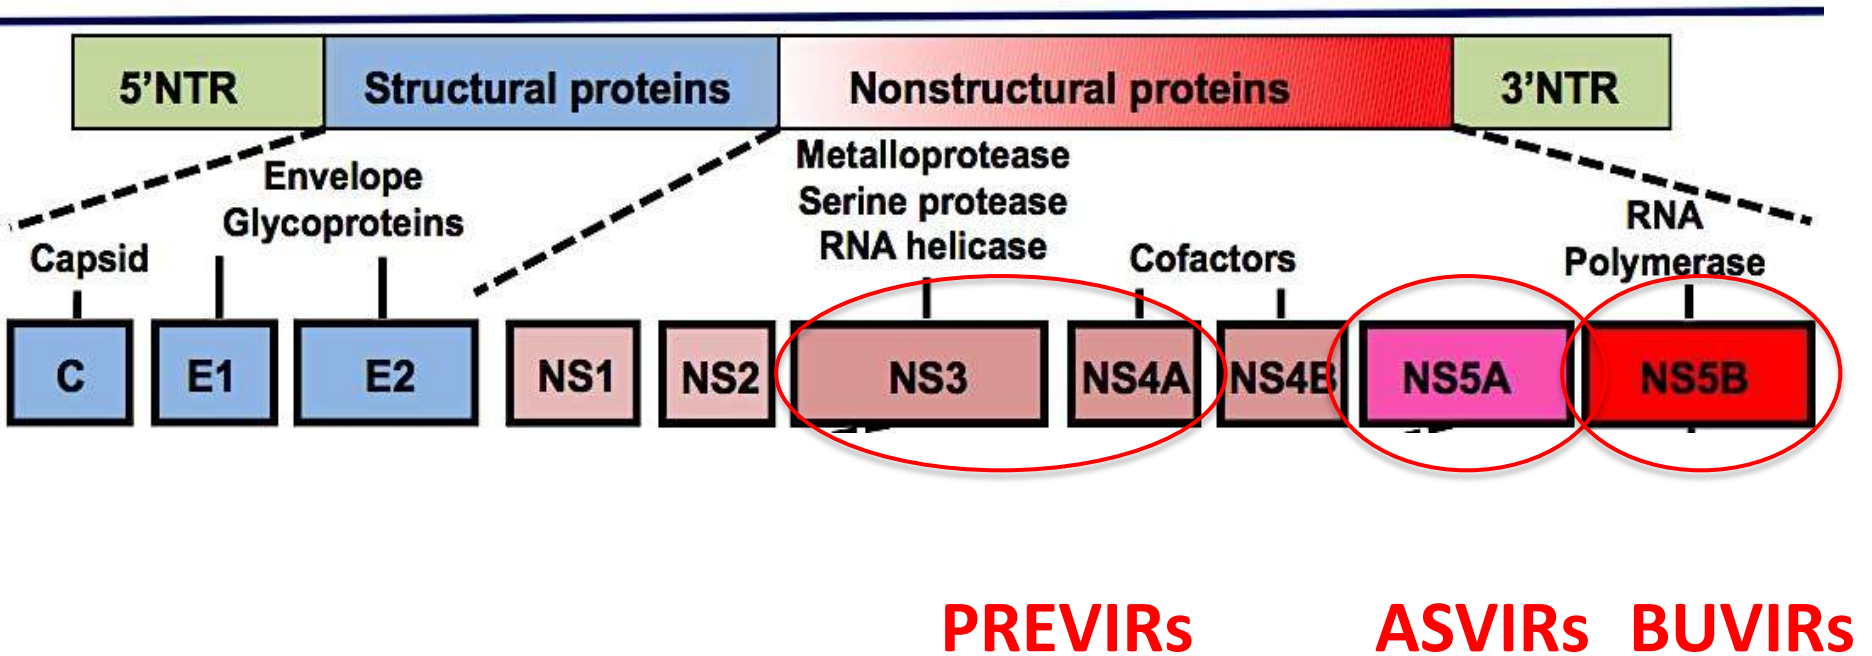 5’NTR
Structural proteins
Nonstructural proteins
3’NTR
Capsid
Envelope
Glycoproteins
Metalloprotease
Serine protease
RNA helicase
Cofactors
RNA
Polymerase
C
E1
E2
NS1
NS2
NS3
NS4A
NS4B
NS5A
NS5B
PREVIRs
ASVIRs
BUVIRs